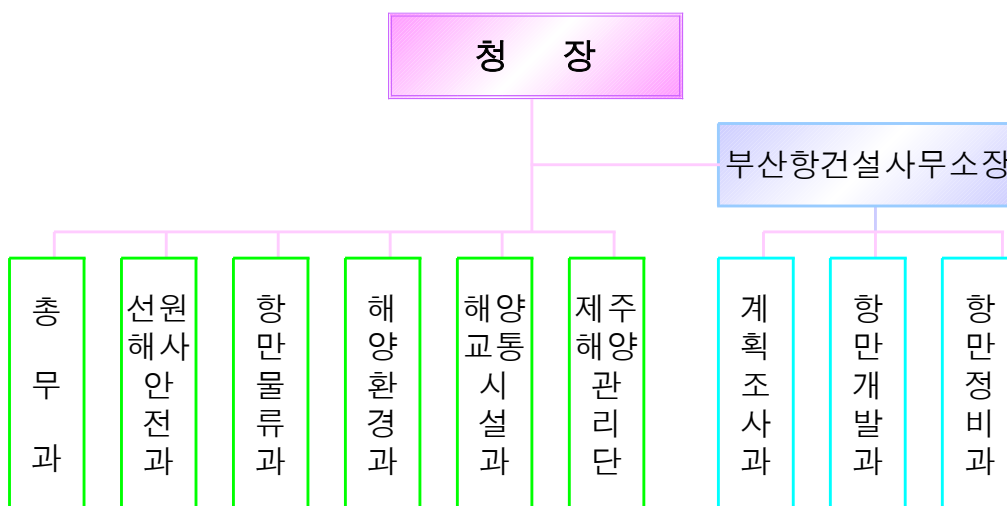 청 장
부산항건설사무소장
총무과
선원해사안전과
항만물류과
해양환경과
해양교통시설과
제주해양관리단
계획조사과
항만개발과
항만정비과